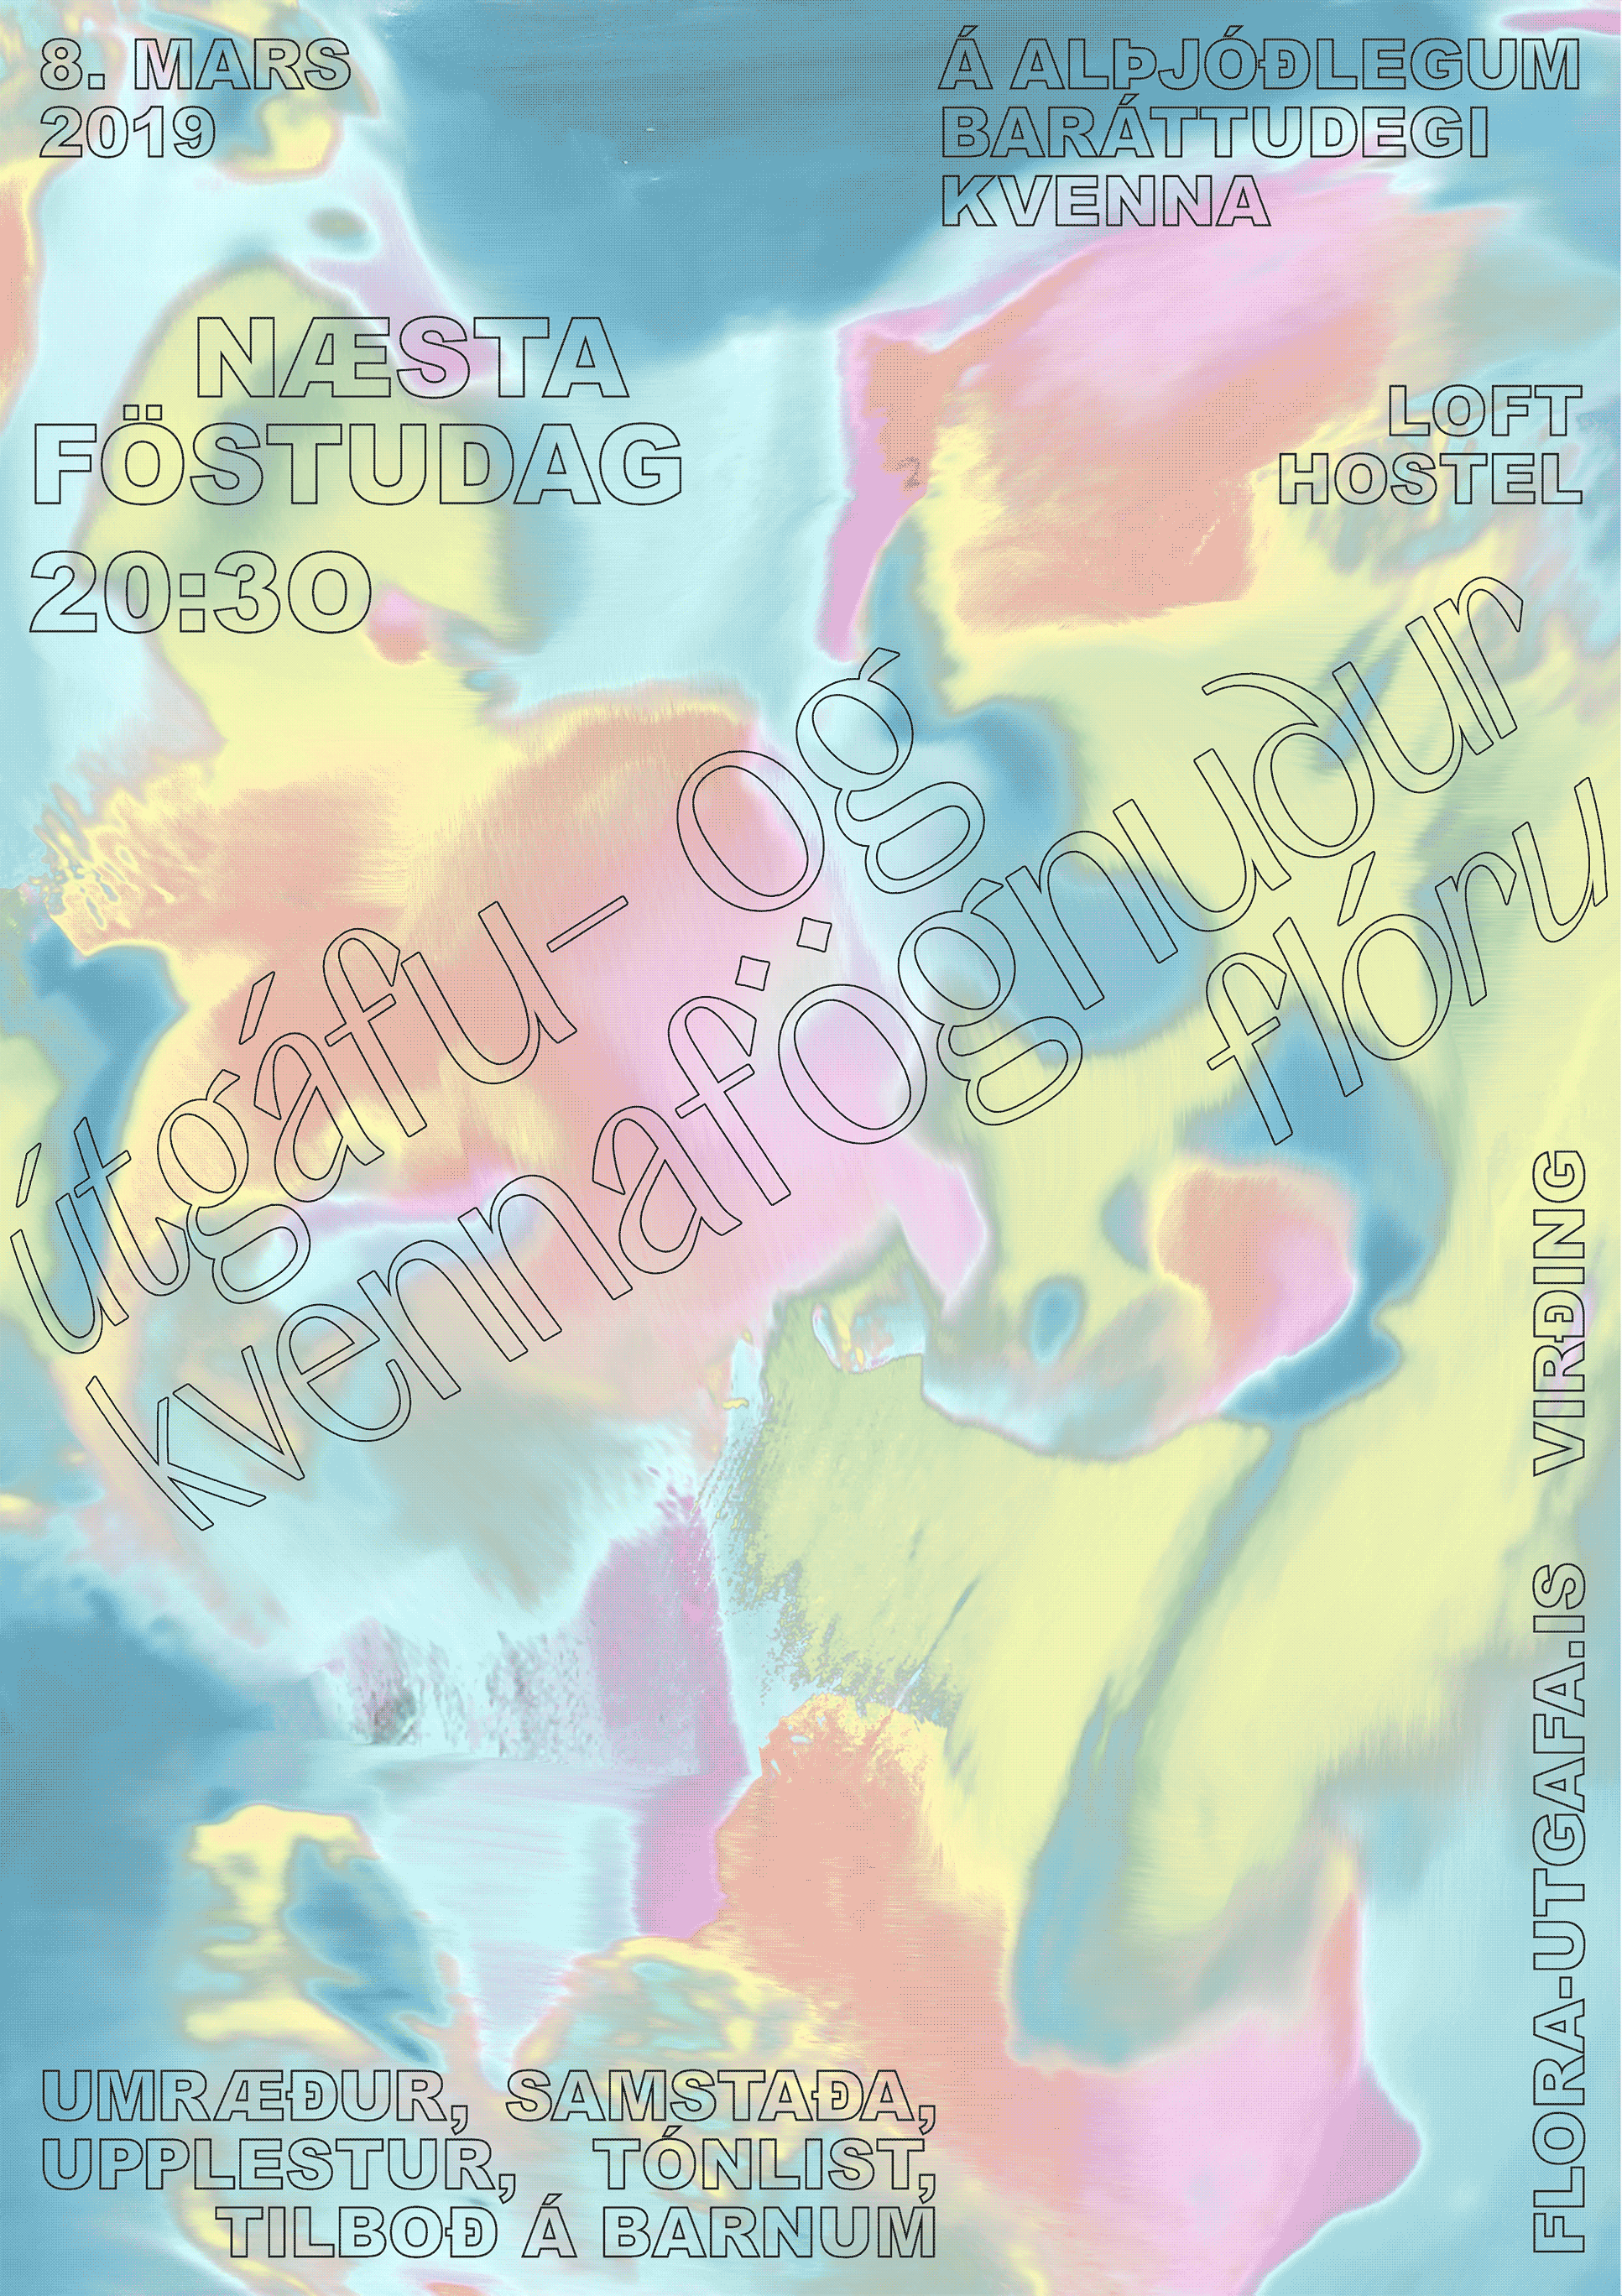 8. MARS
2019
Á ALÞJÓÐLEGUM
BARÁTTUDEGI
KVENNA
NÆSTA
FÖSTUDAG
20:30
LOFT
HOSTEL
útgáfu- og
kvennafögnuður
flóru
VIRÐING
FLORA-UTGAFA.IS
UMRÆÐUR, SAMSTAÐA,
UPPLESTUR, TÓNLIST,
TILBOÐ Á BARNUM